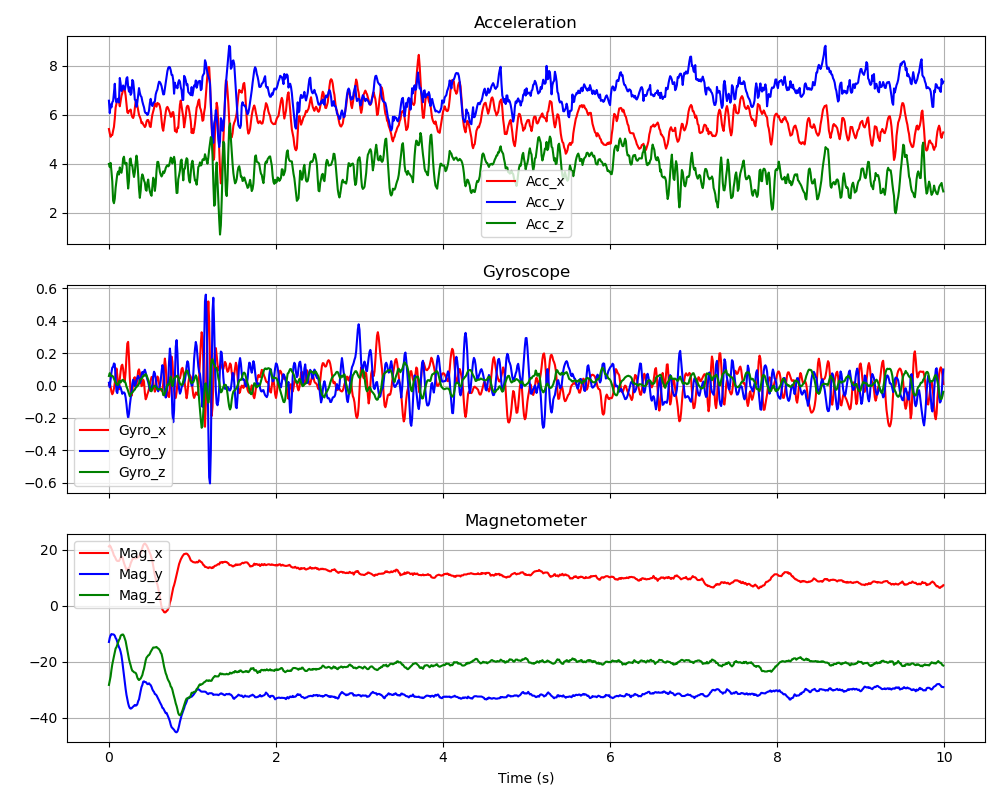 Acceleration
8
6
4
2
Acc_x
Acc_y
Acc_z
Gyroscope
0.6
0.4
0.2
0.0
−0.2
−0.4
−0.6
Gyro_x
Gyro_y
Gyro_z
Magnetometer
20
0
−20
−40
Mag_x
Mag_y
Mag_z
0 2 4 6 8 10
Time (s)